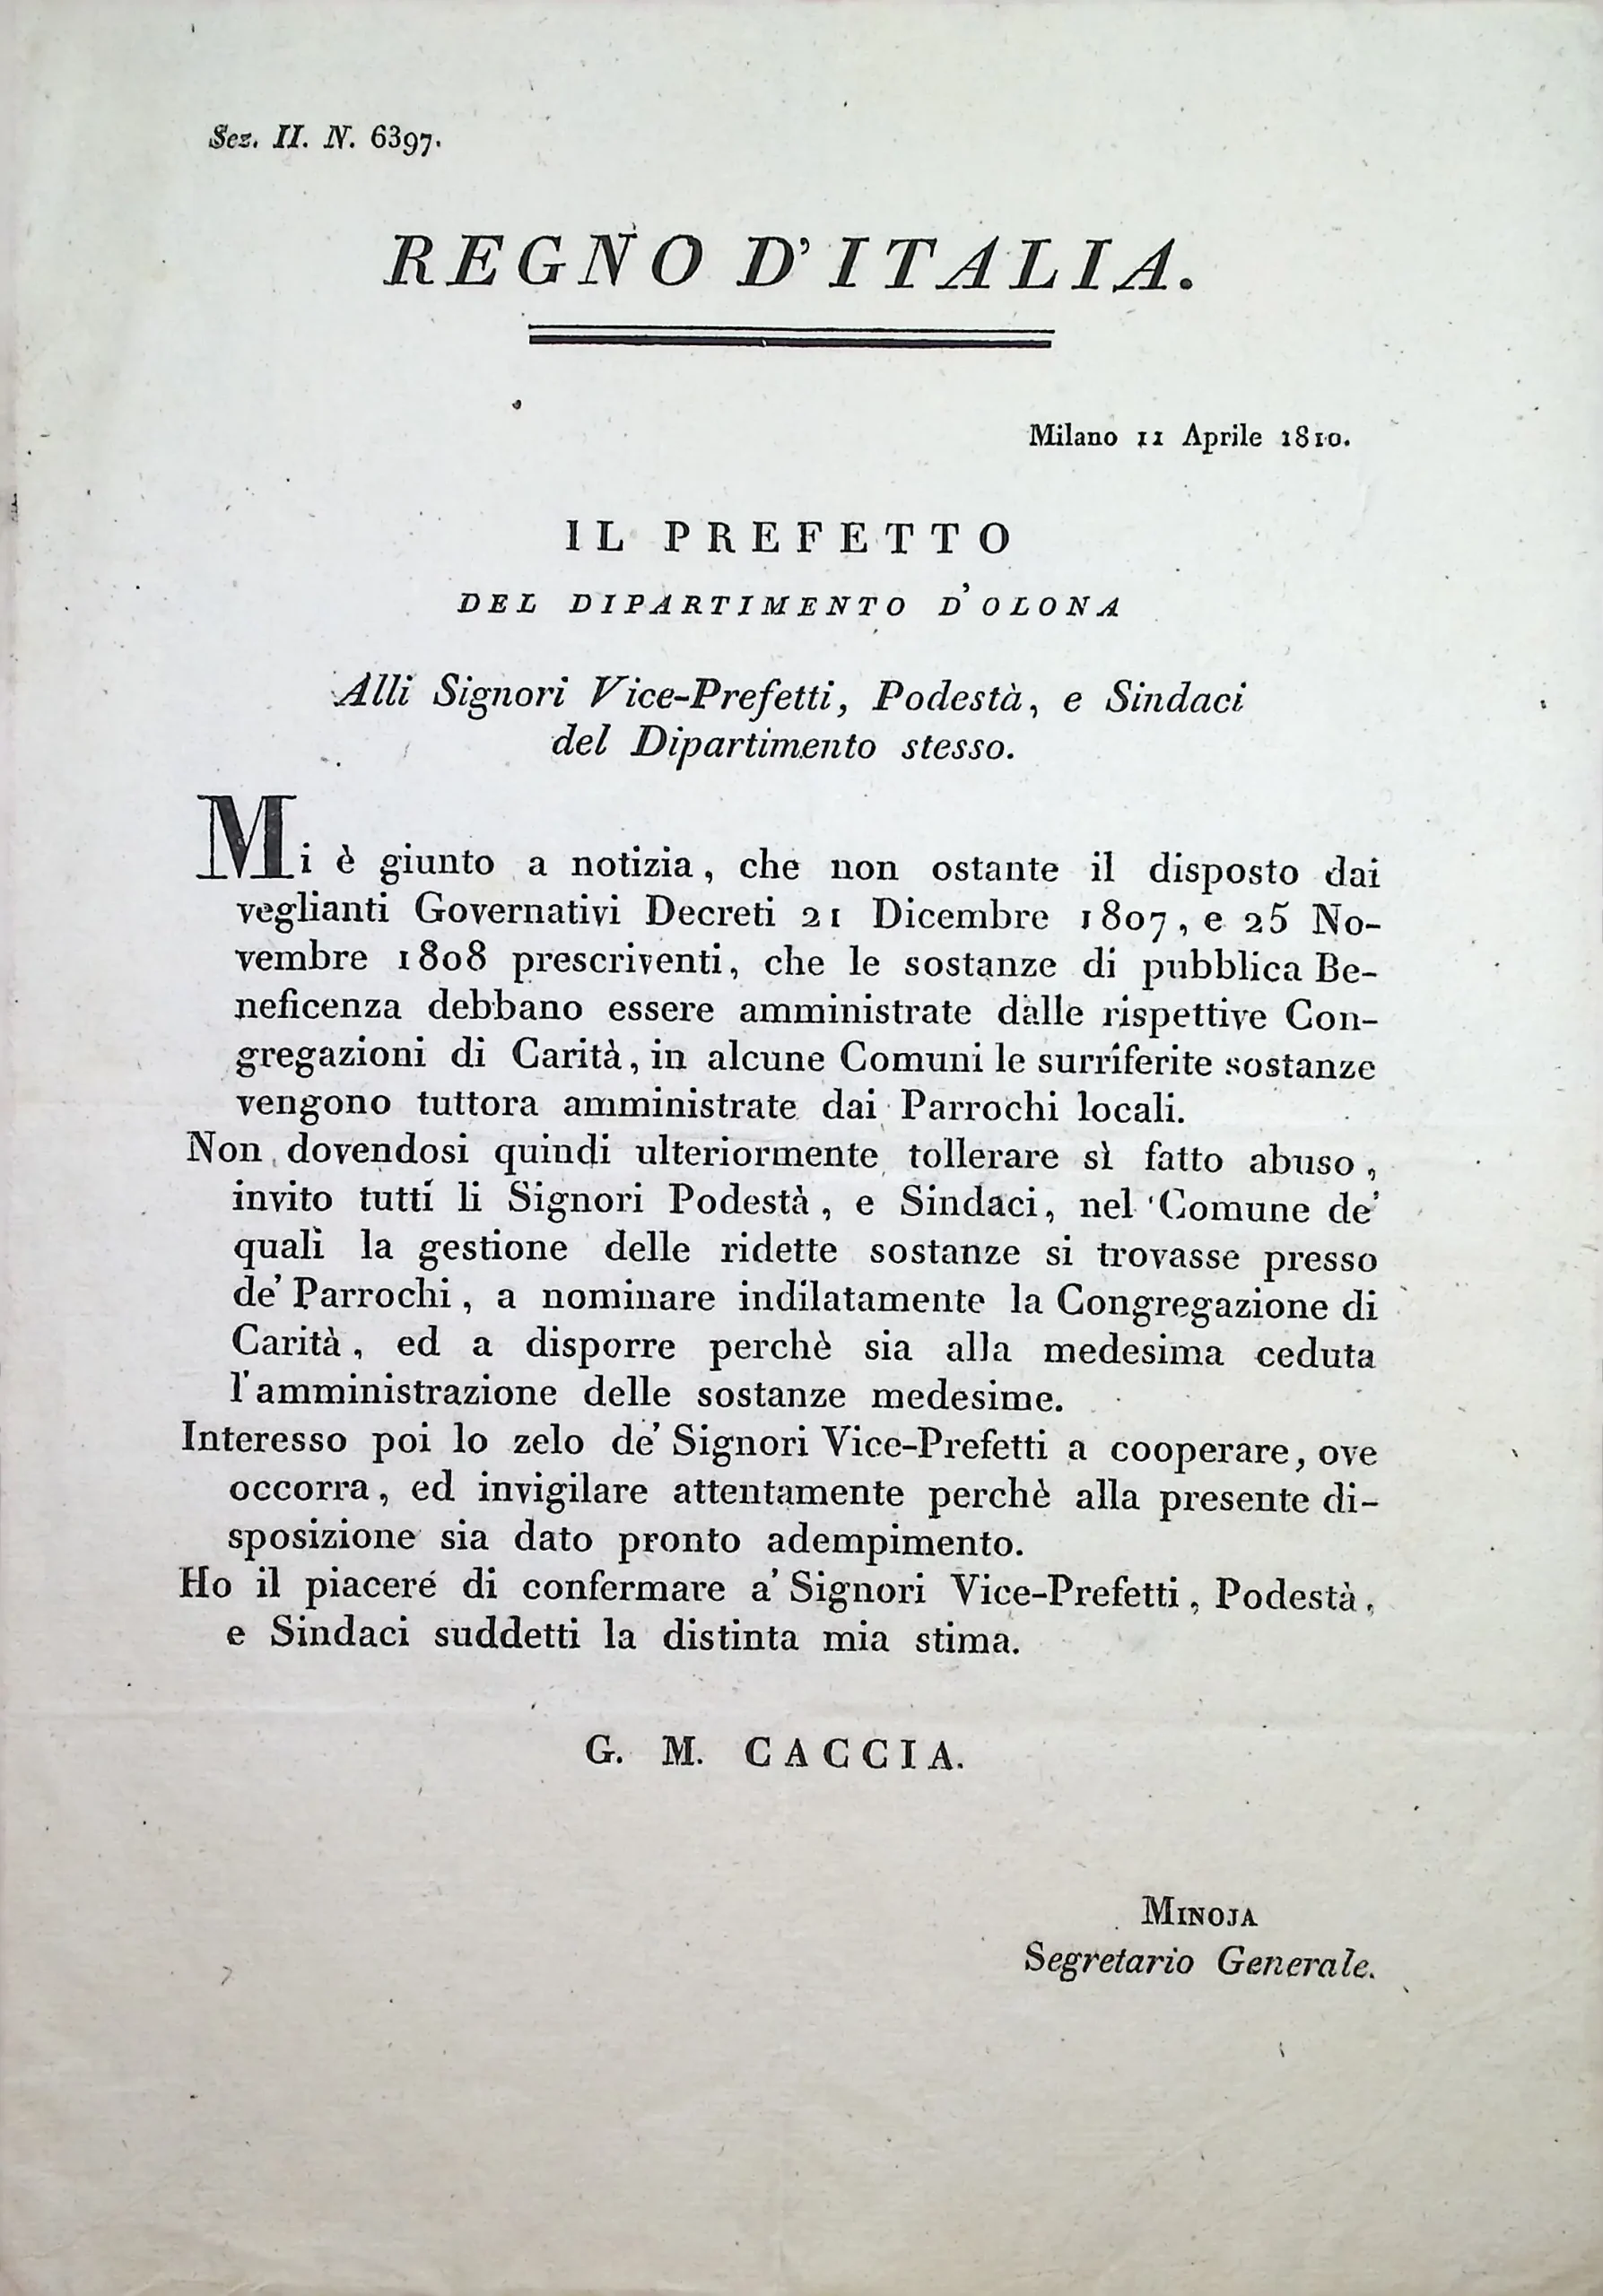 Sez. II. N. 6397.
REGNO D'ITALIA.
Milano 11 Aprile 1810.
IL PREFETTO
DEL DIPARTIMENTO D'OLONA
Alli Signori Vice-Prefetti, Podestà, e Sindaci
del Dipartimento stesso.
Mi è giunto a notizia, che non ostante il disposto dai
veglianti Governativi Decreti 21 Dicembre 1807, e 25 No-
vembre 1808 prescriventi, che le sostanze di pubblica Be-
neficenza debbano essere amministrate dalle rispettive Con-
gregazioni di Carità, in alcune Comuni le surriferite sostanze
vengono tuttora amministrate dai Parrochi locali.
Non dovendosi quindi ulteriormente tollerare sì fatto abuso,
invito tutti li Signori Podestà, e Sindaci, nel Comune de'
quali la gestione delle ridette sostanze si trovasse presso
de' Parrochi, a nominare indilatamente la Congregazione di
Carità, ed a disporre perchè sia alla medesima ceduta
l'amministrazione delle sostanze medesime.
Interesso poi lo zelo de' Signori Vice-Prefetti a cooperare, ove
occorra, ed invigilare attentamente perchè alla presente di-
sposizione sia dato pronto adempimento.
Ho il piacere di confermare a' Signori Vice-Prefetti, Podestà,
e Sindaci suddetti la distinta mia stima.
G. M. CACCIA.
MINOJA
Segretario Generale.